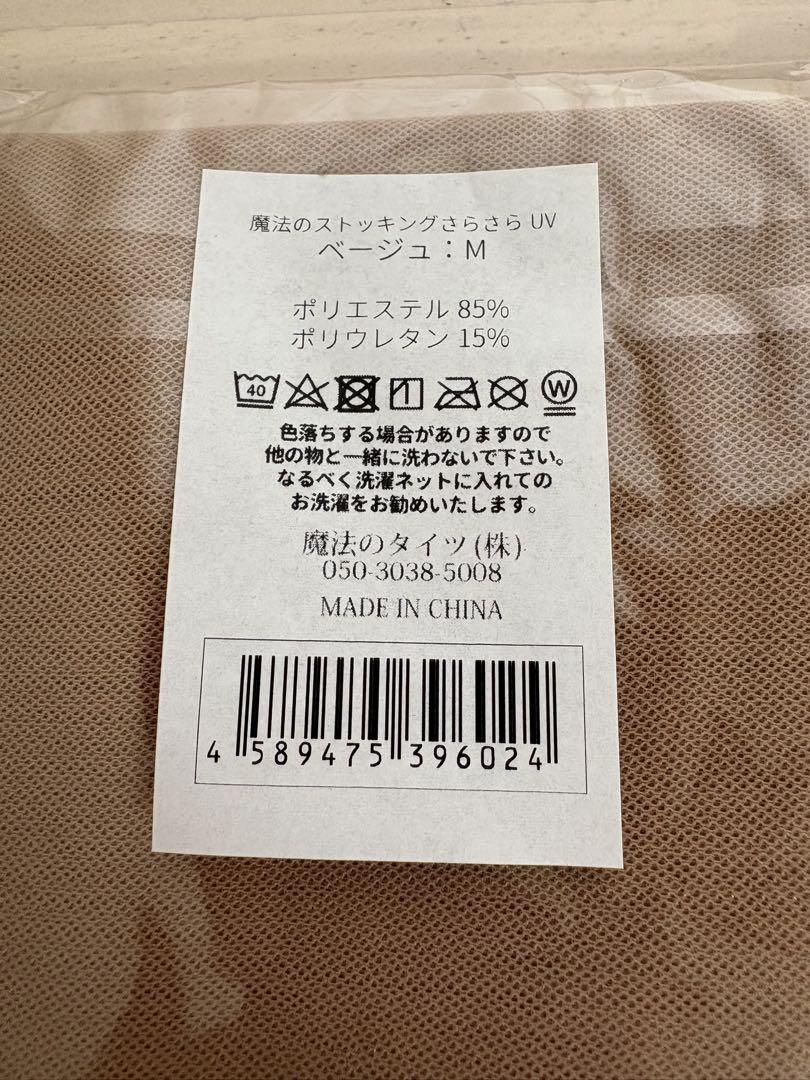 魔法のストッキングさらさら UV
ベージュ：M
ポリエステル 85%
ポリウレタン 15%
40 W
色落ちする場合がありますので
他の物と一緒に洗わないで下さい。
なるべく洗濯ネットに入れての
お洗濯をお勧めいたします。
魔法のタイツ(株)
050-3038-5008
MADE IN CHINA
4 589475 396024